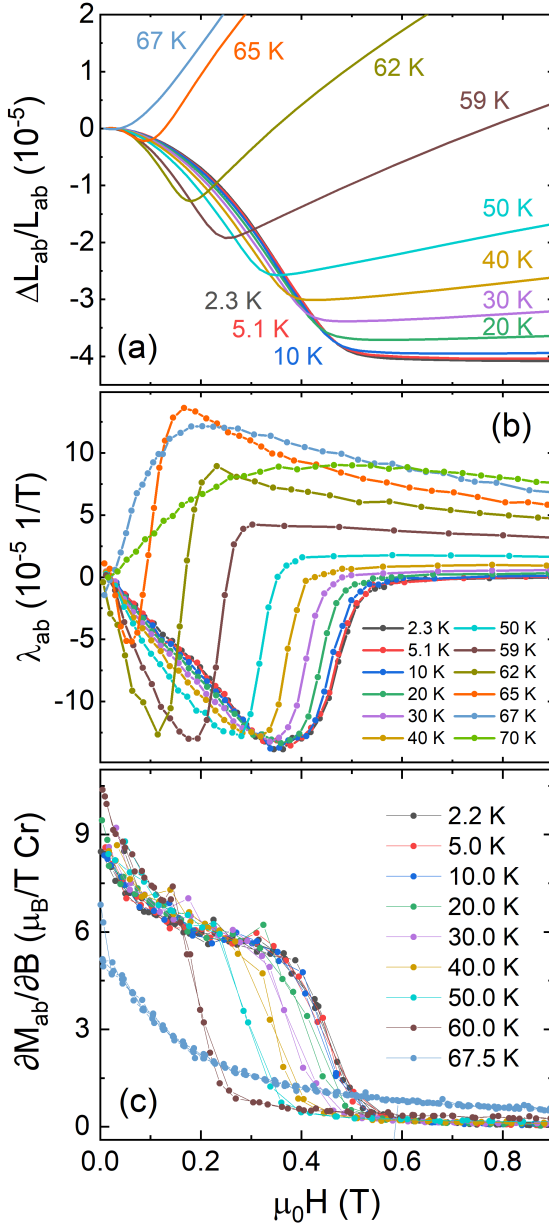 2
1
0
-1
-2
-3
-4
ΔL_ab/L_ab (10^-5)
67 K
65 K
62 K
59 K
50 K
40 K
30 K
20 K
2.3 K
5.1 K
10 K
(a)
10
5
0
-5
-10
λ_ab (10^-5 1/T)
(b)
2.3 K 50 K
5.1 K 59 K
10 K 62 K
20 K 65 K
30 K 67 K
40 K 70 K
9
6
3
0
∂M_ab/∂B (μ_B/T Cr)
2.2 K
5.0 K
10.0 K
20.0 K
30.0 K
40.0 K
50.0 K
60.0 K
67.5 K
(c)
0.0 0.2 0.4 0.6 0.8
μ_0H (T)